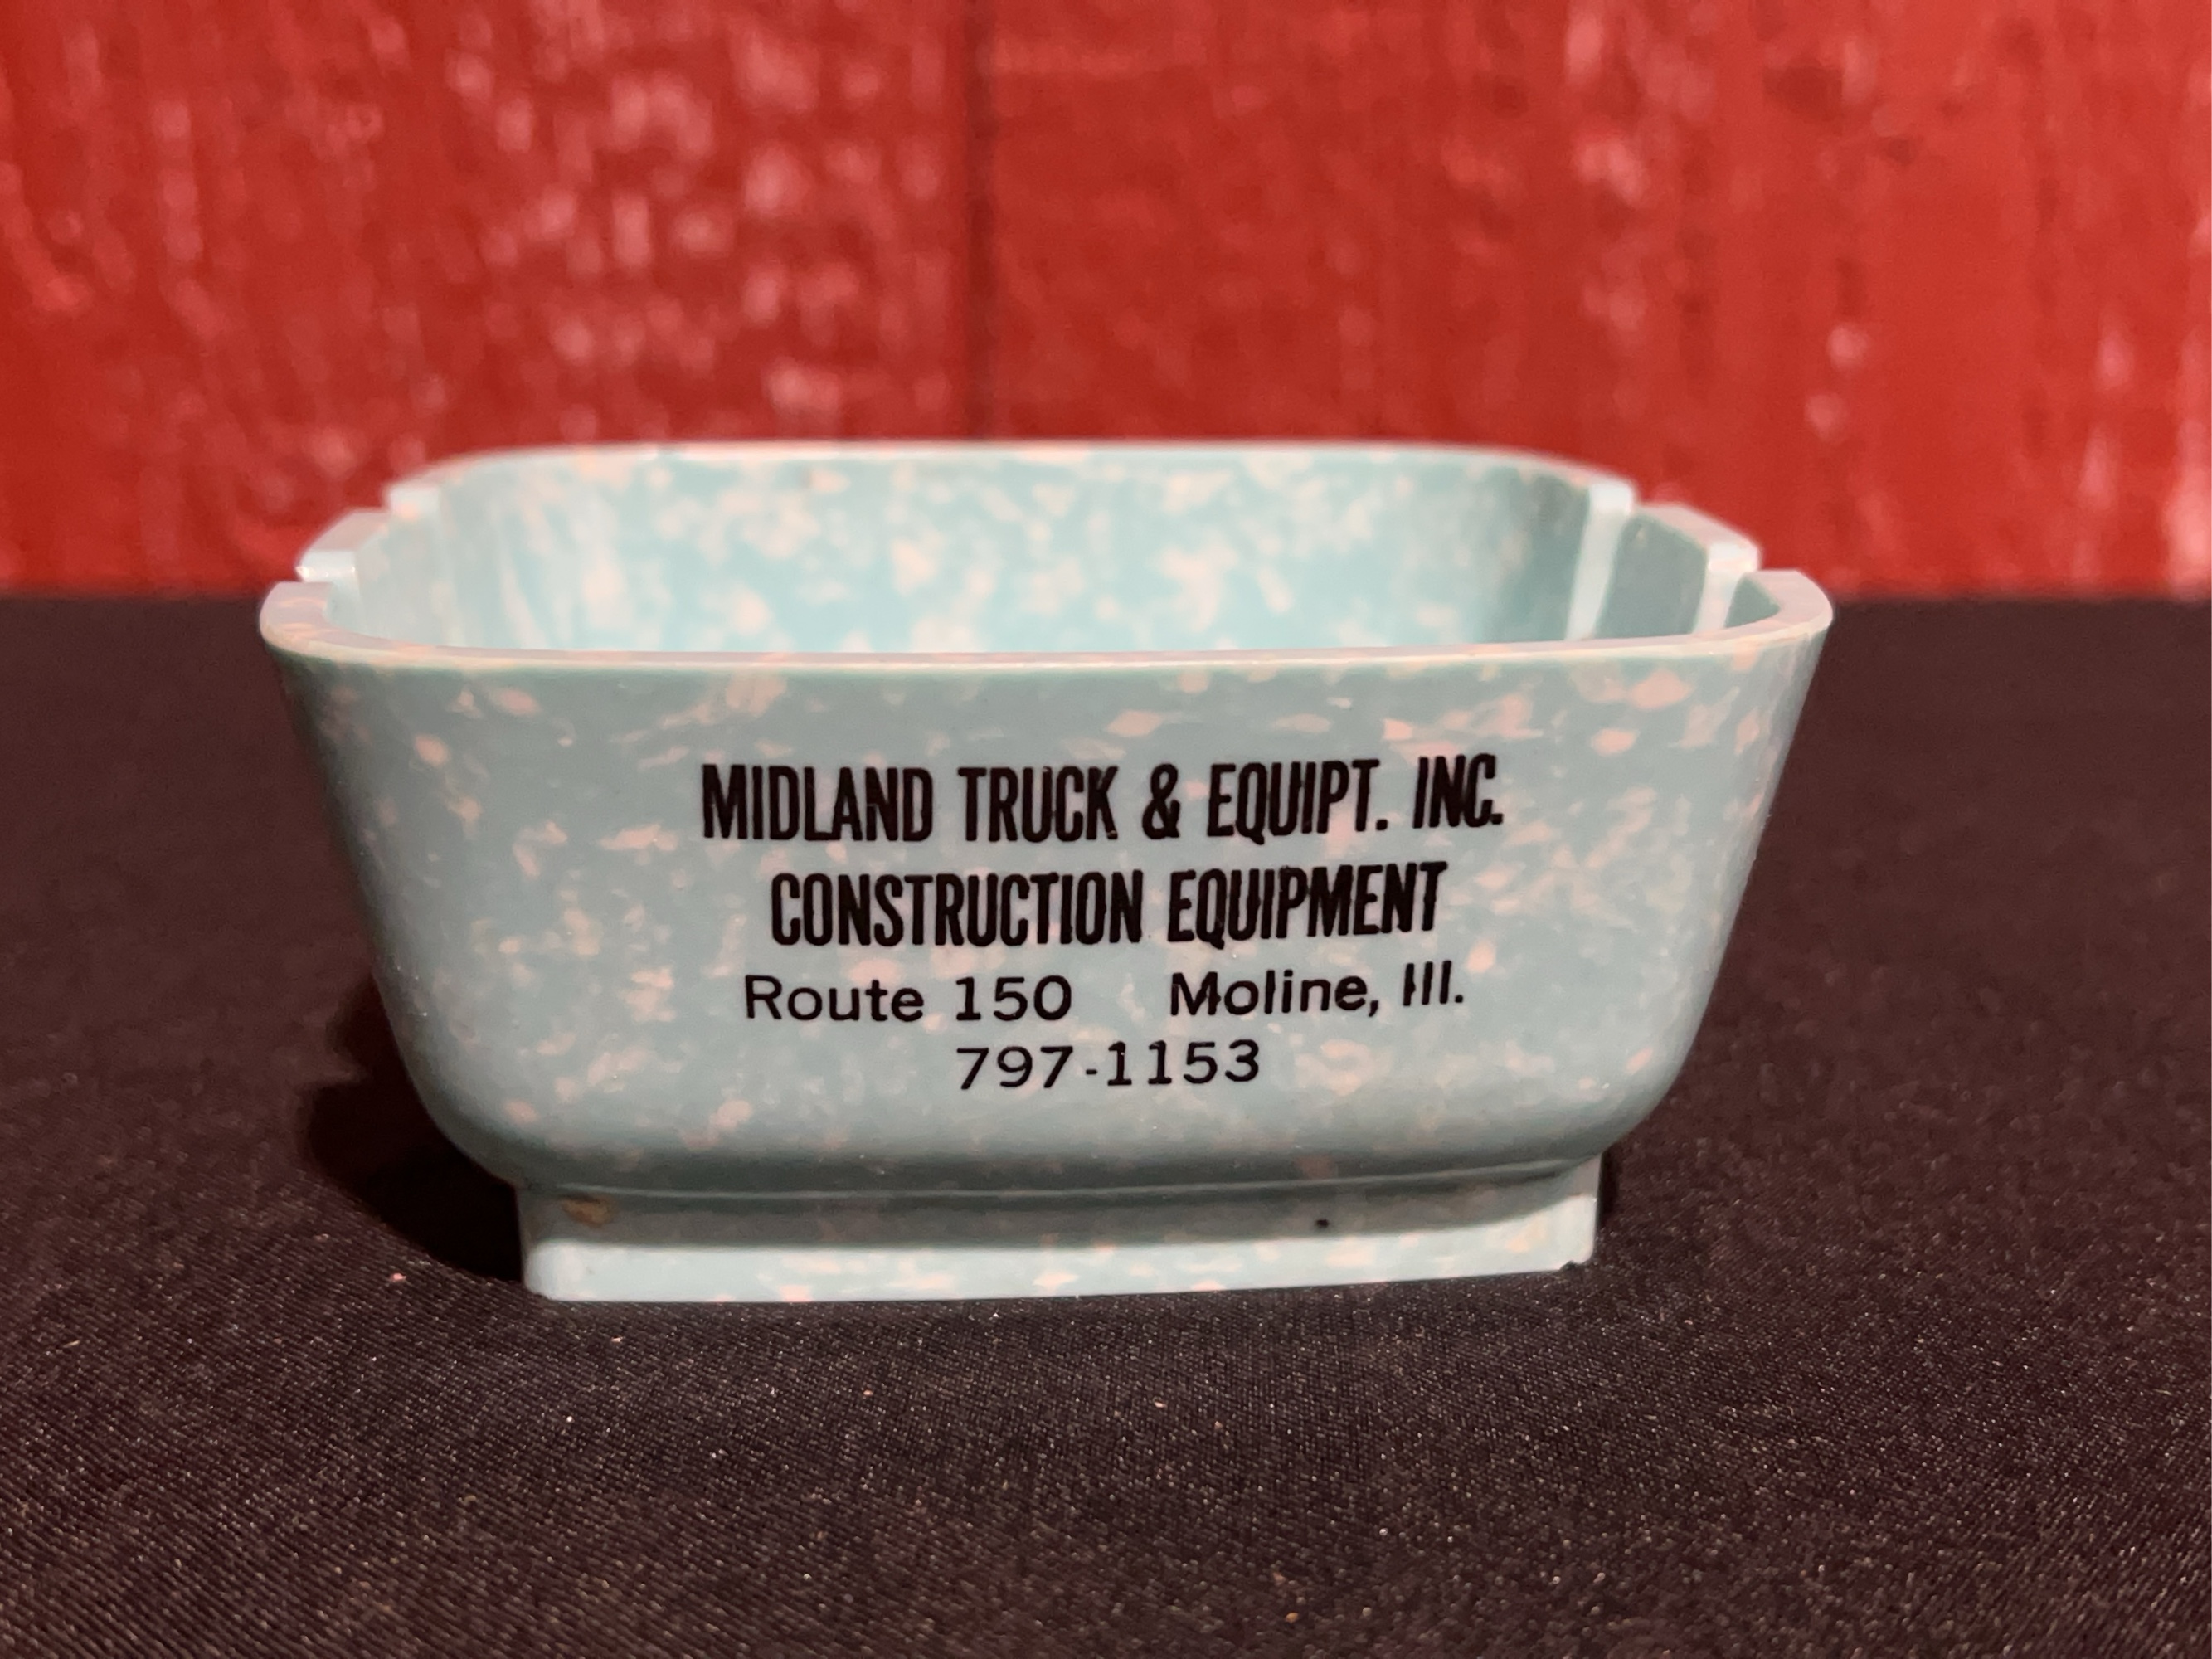 MIDLAND TRUCK & EQUIPT. INC.
CONSTRUCTION EQUIPMENT
Route 150 Moline, Ill.
797-1153